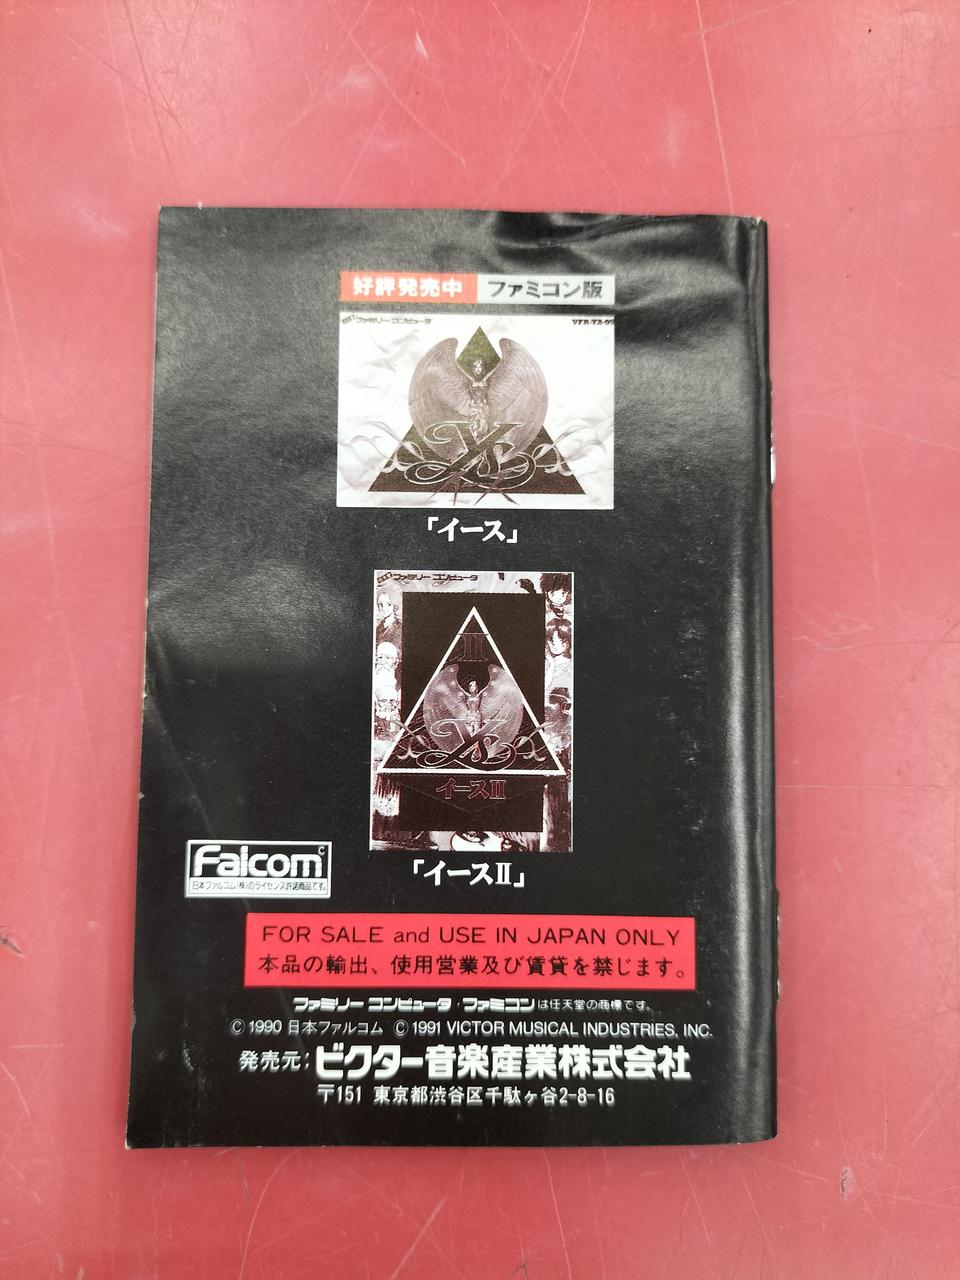 好評発売中 ファミコン版
ファミリーコンピュータ
Ys
イース
「イース」
ファミリーコンピュータ
II
Ys
イースII
「イースII」
Falcom
日本ファルコム(株)のライセンス許諾商品です。
FOR SALE and USE IN JAPAN ONLY
本品の輸出、使用営業及び賃貸を禁じます。
ファミリーコンピュータ・ファミコンは任天堂の商標です。
Ⓒ 1990 日本ファルコム Ⓒ 1991 VICTOR MUSICAL INDUSTRIES, INC.
発売元:ビクター音楽産業株式会社
〒151 東京都渋谷区千駄ヶ谷2-8-16